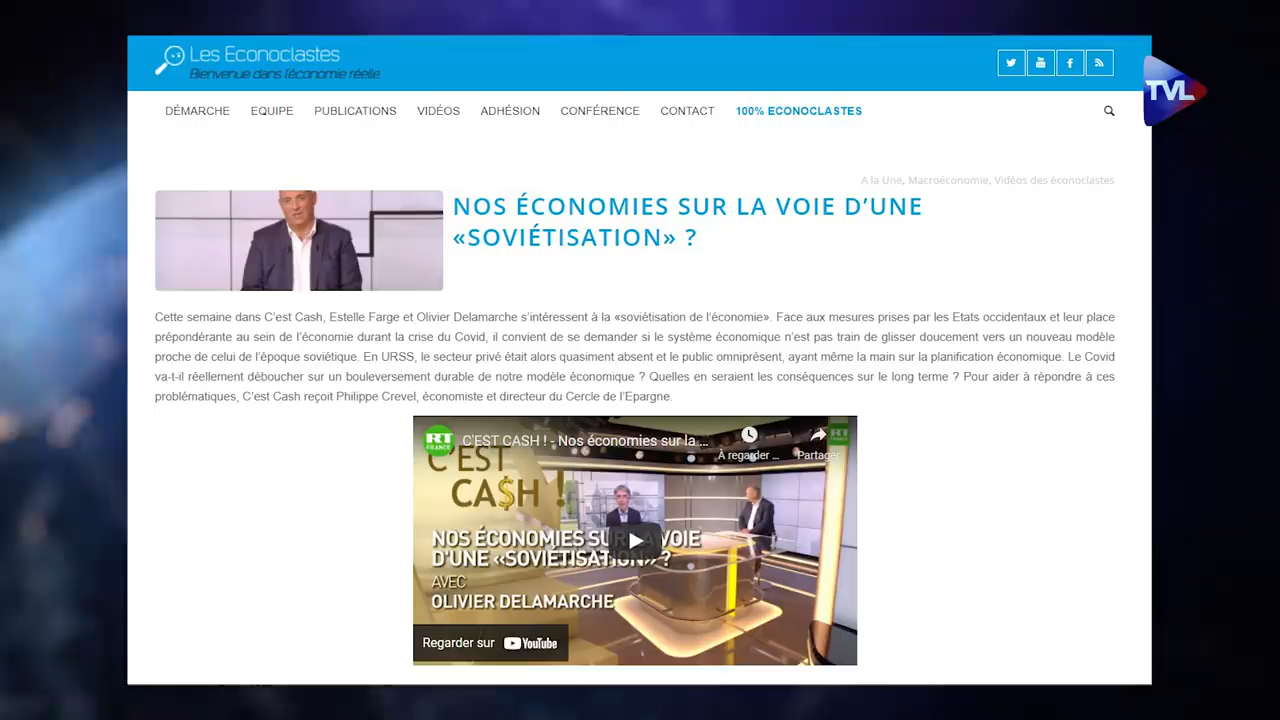 Les Econoclastes
Bienvenue dans l'économie réelle
TVL
DÉMARCHE EQUIPE PUBLICATIONS VIDÉOS ADHÉSION CONFÉRENCE CONTACT 100% ECONOCLASTES
A la Une, Macroéconomie, Vidéos des éconoclastes
NOS ÉCONOMIES SUR LA VOIE D’UNE
«SOVIÉTISATION» ?
Cette semaine dans C’est Cash, Estelle Farge et Olivier Delamarche s’intéressent à la «soviétisation de l’économie». Face aux mesures prises par les Etats occidentaux et leur place
prépondérante au sein de l’économie durant la crise du Covid, il convient de se demander si le système économique n’est pas train de glisser doucement vers un nouveau modèle
proche de celui de l’époque soviétique. En URSS, le secteur privé était alors quasiment absent et le public omniprésent, ayant même la main sur la planification économique. Le Covid
va-t-il réellement déboucher sur un bouleversement durable de notre modèle économique ? Quelles en seraient les conséquences sur le long terme ? Pour aider à répondre à ces
problématiques, C’est Cash reçoit Philippe Crevel, économiste et directeur du Cercle de l’Epargne.
RT FRANCE
C'EST CASH ! - Nos économies sur la ...
À regarder ...
Partager
RT
C'EST
CA$H !
NOS ÉCONOMIES SUR LA VOIE
D'UNE «SOVIÉTISATION» ?
AVEC
OLIVIER DELAMARCHE
Regarder sur YouTube